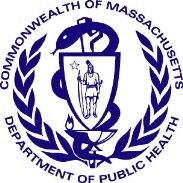 COMMONWEALTH OF MASSACHUSETTS
DEPARTMENT OF PUBLIC HEALTH